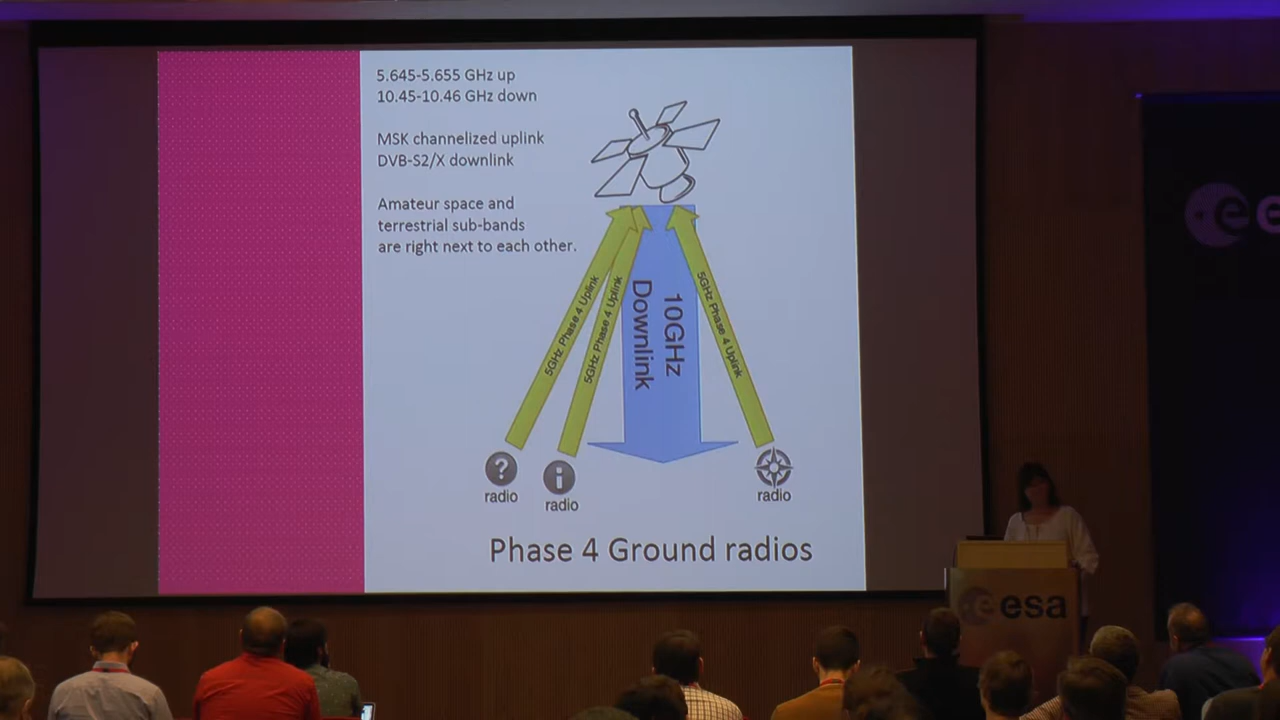 5.645-5.655 GHz up
10.45-10.46 GHz down
MSK channelized uplink
DVB-S2/X downlink
Amateur space and
terrestrial sub-bands
are right next to each other.
5GHz Phase 4 Uplink
5GHz Phase 4 Uplink
10GHz
Downlink
5GHz Phase 4 Uplink
?
radio
i
radio
radio
Phase 4 Ground radios
esa